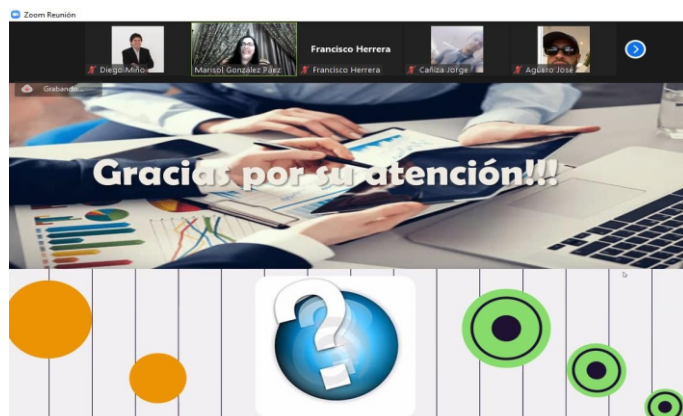 Zoom Reunión
Francisco Herrera
Diego Miño
Marisol González Páez
Francisco Herrera
Cañiza Jorge
Agüero José
Grabando...
Gracias por su atención!!!
?